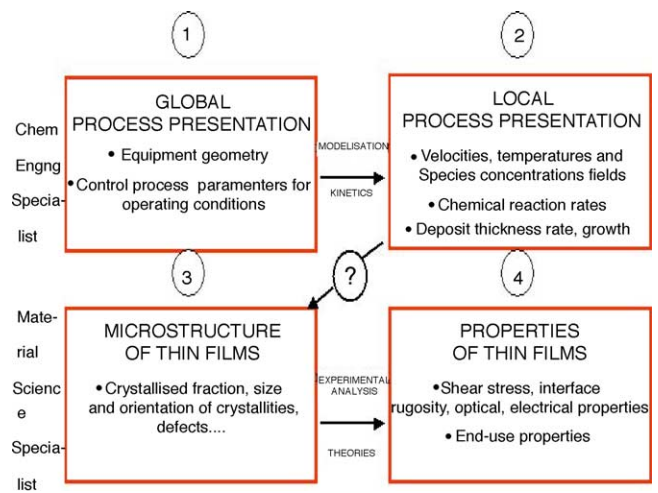 1
2
GLOBAL
PROCESS PRESENTATION
• Equipment geometry
• Control process paramenters for
operating conditions
LOCAL
PROCESS PRESENTATION
• Velocities, temperatures and
Species concentrations fields
• Chemical reaction rates
• Deposit thickness rate, growth
Chem
Engng
Specia-
list
MODELISATION
KINETICS
?
3
4
Mate-
rial
Scienc
e
Specia-
list
MICROSTRUCTURE
OF THIN FILMS
• Crystallised fraction, size
and orientation of crystallities,
defects....
EXPERIMENTAL
ANALYSIS
THEORIES
PROPERTIES
OF THIN FILMS
• Shear stress, interface
rugosity, optical, electrical properties
• End-use properties